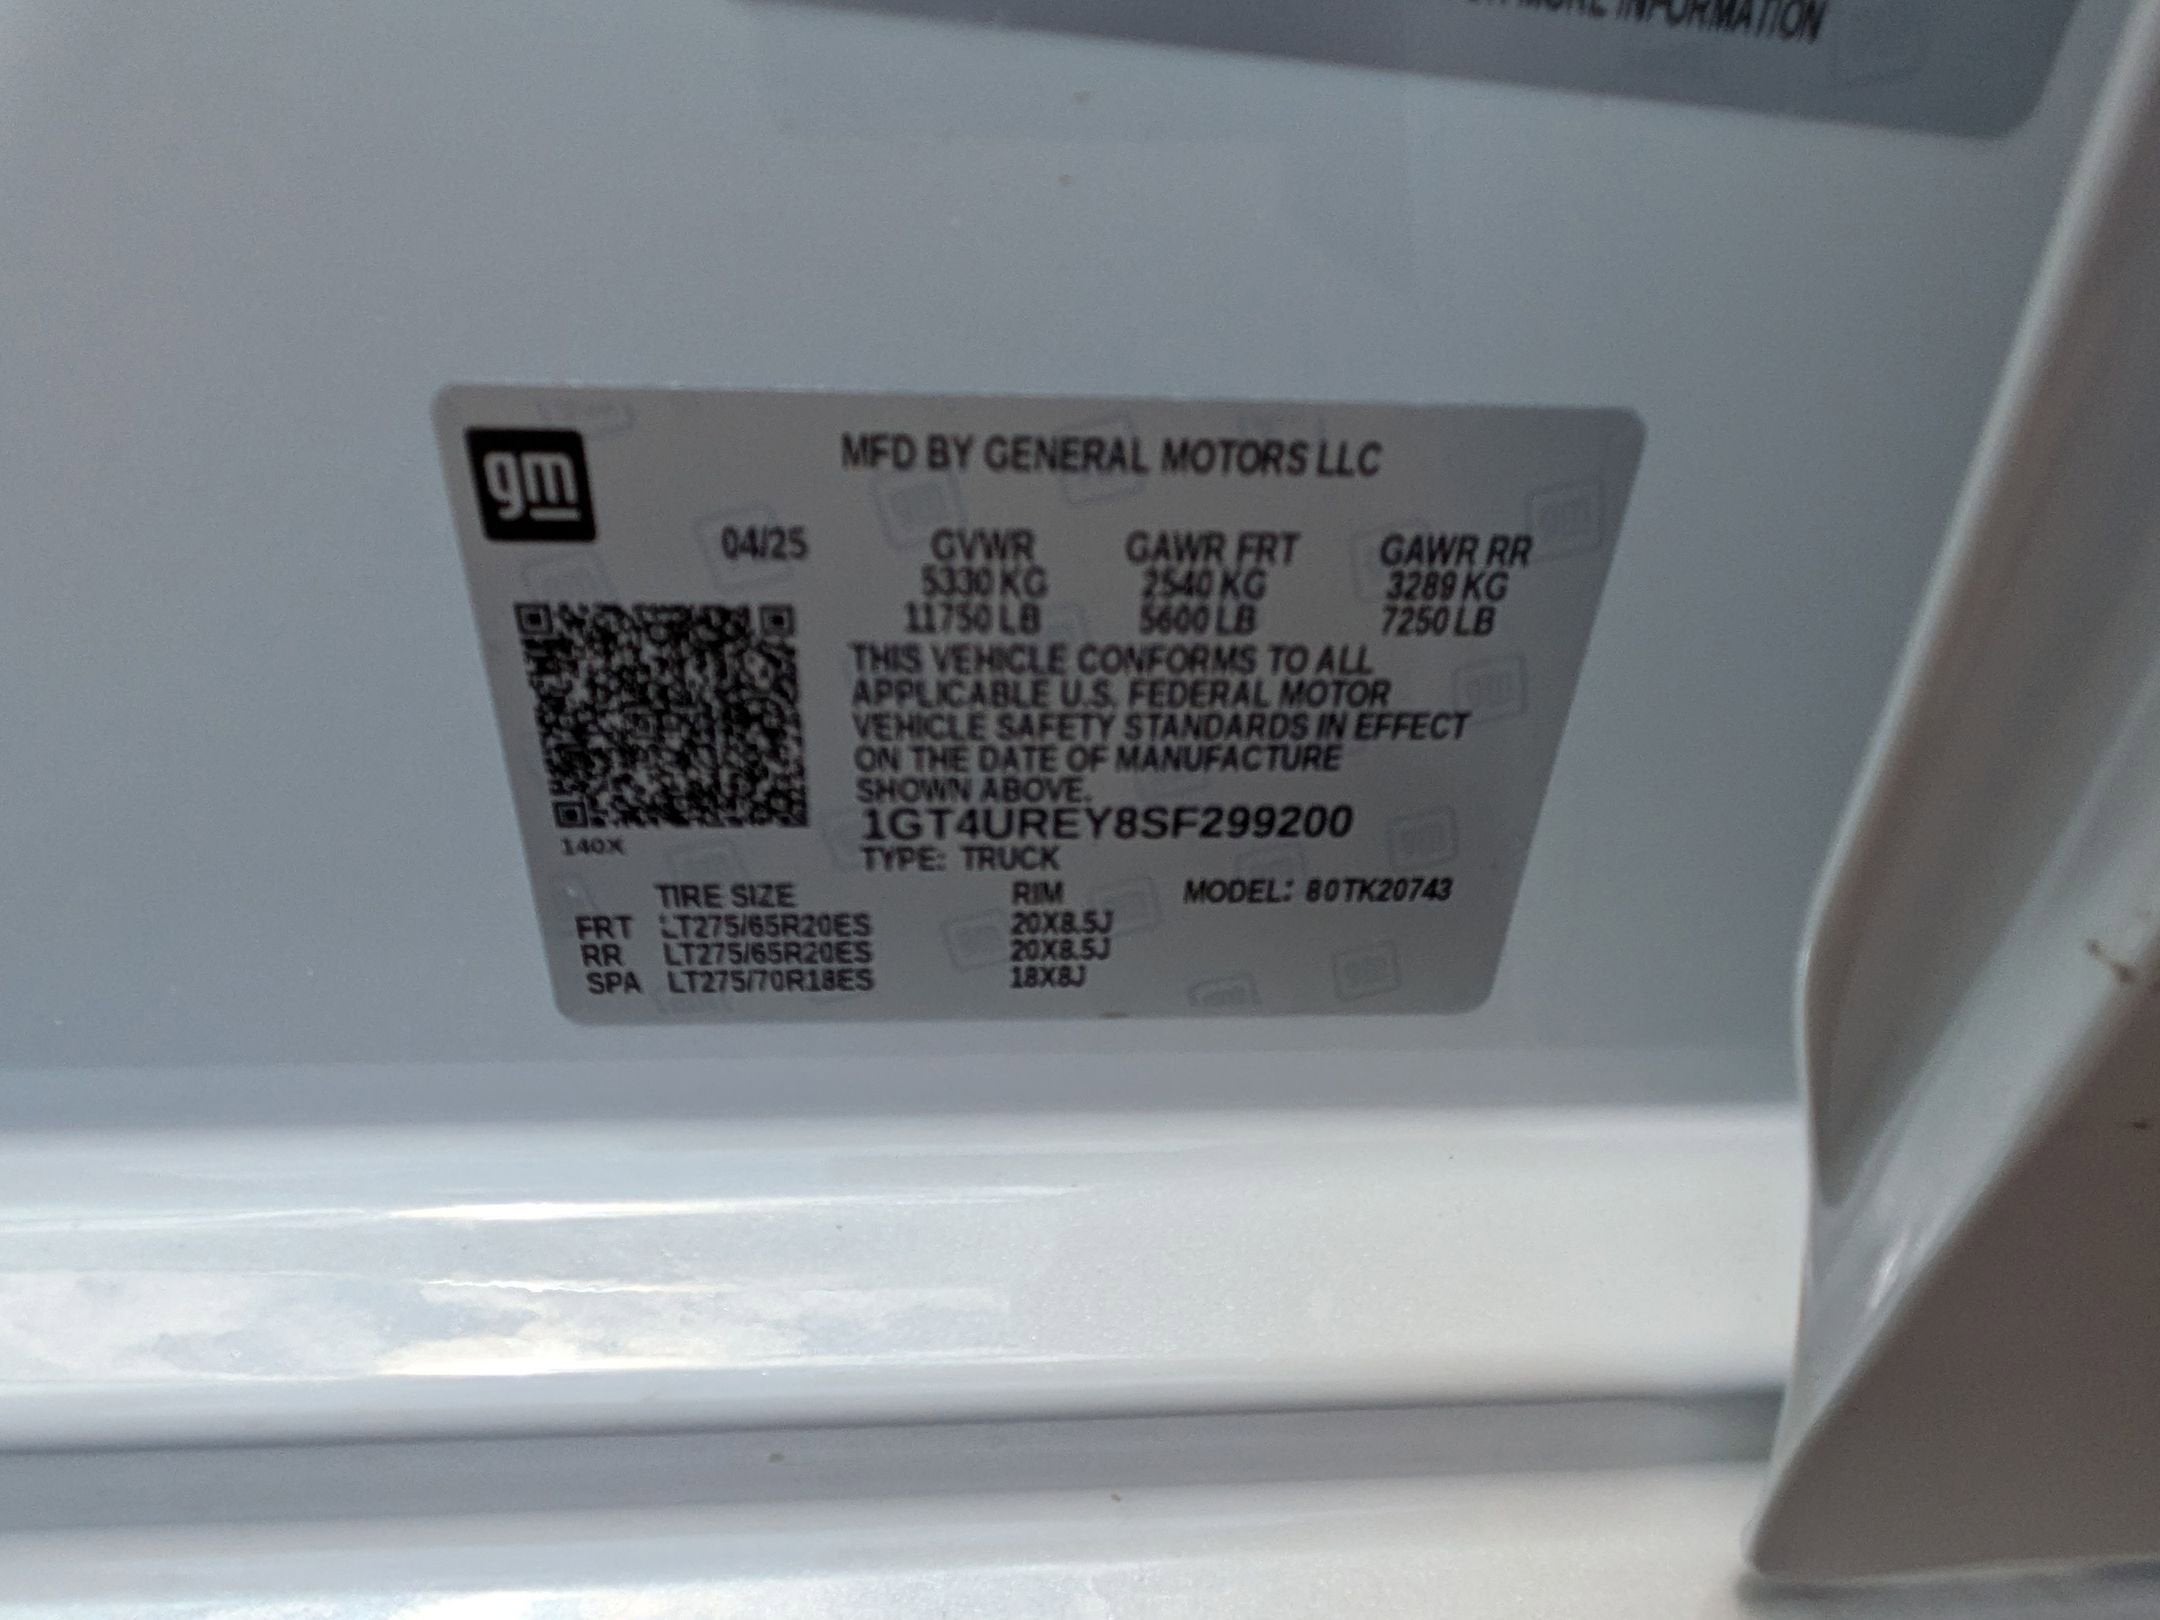 MORE INFORMATION
gm
MFD BY GENERAL MOTORS LLC
04/25 GVWR GAWR FRT GAWR RR
5330 KG 2540 KG 3289 KG
11750 LB 5600 LB 7250 LB
THIS VEHICLE CONFORMS TO ALL
APPLICABLE U.S. FEDERAL MOTOR
VEHICLE SAFETY STANDARDS IN EFFECT
ON THE DATE OF MANUFACTURE
SHOWN ABOVE.
1GT4UREY8SF299200
140X
TYPE: TRUCK
TIRE SIZE RIM MODEL: 80TK20743
FRT LT275/65R20ES 20X8.5J
RR LT275/65R20ES 20X8.5J
SPA LT275/70R18ES 18X8J